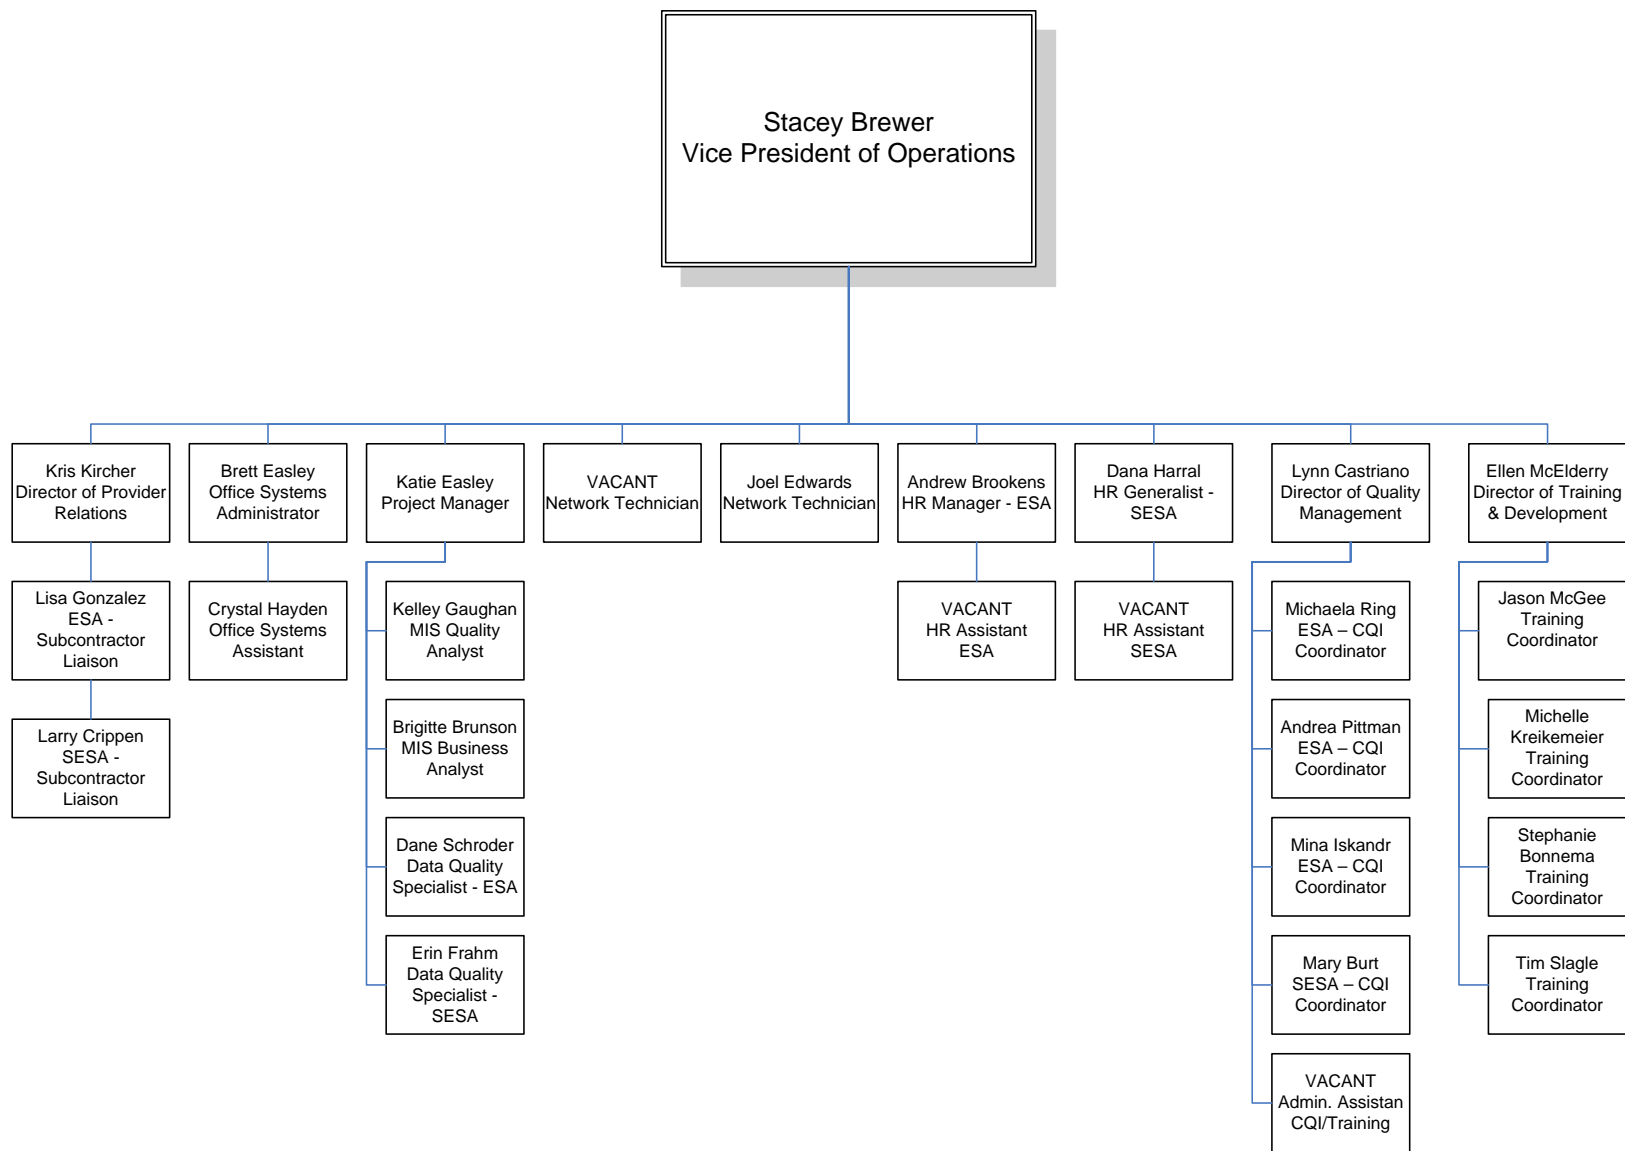 Stacey Brewer
Vice President of Operations
Kris Kircher
Director of Provider
Relations
Brett Easley
Office Systems
Administrator
Katie Easley
Project Manager
VACANT
Network Technician
Joel Edwards
Network Technician
Andrew Brookens
HR Manager - ESA
Dana Harral
HR Generalist -
SESA
Lynn Castriano
Director of Quality
Management
Ellen McElderry
Director of Training
& Development
Lisa Gonzalez
ESA -
Subcontractor
Liaison
Larry Crippen
SESA -
Subcontractor
Liaison
Crystal Hayden
Office Systems
Assistant
Kelley Gaughan
MIS Quality
Analyst
Brigitte Brunson
MIS Business
Analyst
Dane Schroder
Data Quality
Specialist - ESA
Erin Frahm
Data Quality
Specialist -
SESA
VACANT
HR Assistant
ESA
VACANT
HR Assistant
SESA
Michaela Ring
ESA – CQI
Coordinator
Andrea Pittman
ESA – CQI
Coordinator
Mina Iskandr
ESA – CQI
Coordinator
Mary Burt
SESA – CQI
Coordinator
VACANT
Admin. Assistan
CQI/Training
Jason McGee
Training
Coordinator
Michelle
Kreikemeier
Training
Coordinator
Stephanie
Bonnema
Training
Coordinator
Tim Slagle
Training
Coordinator